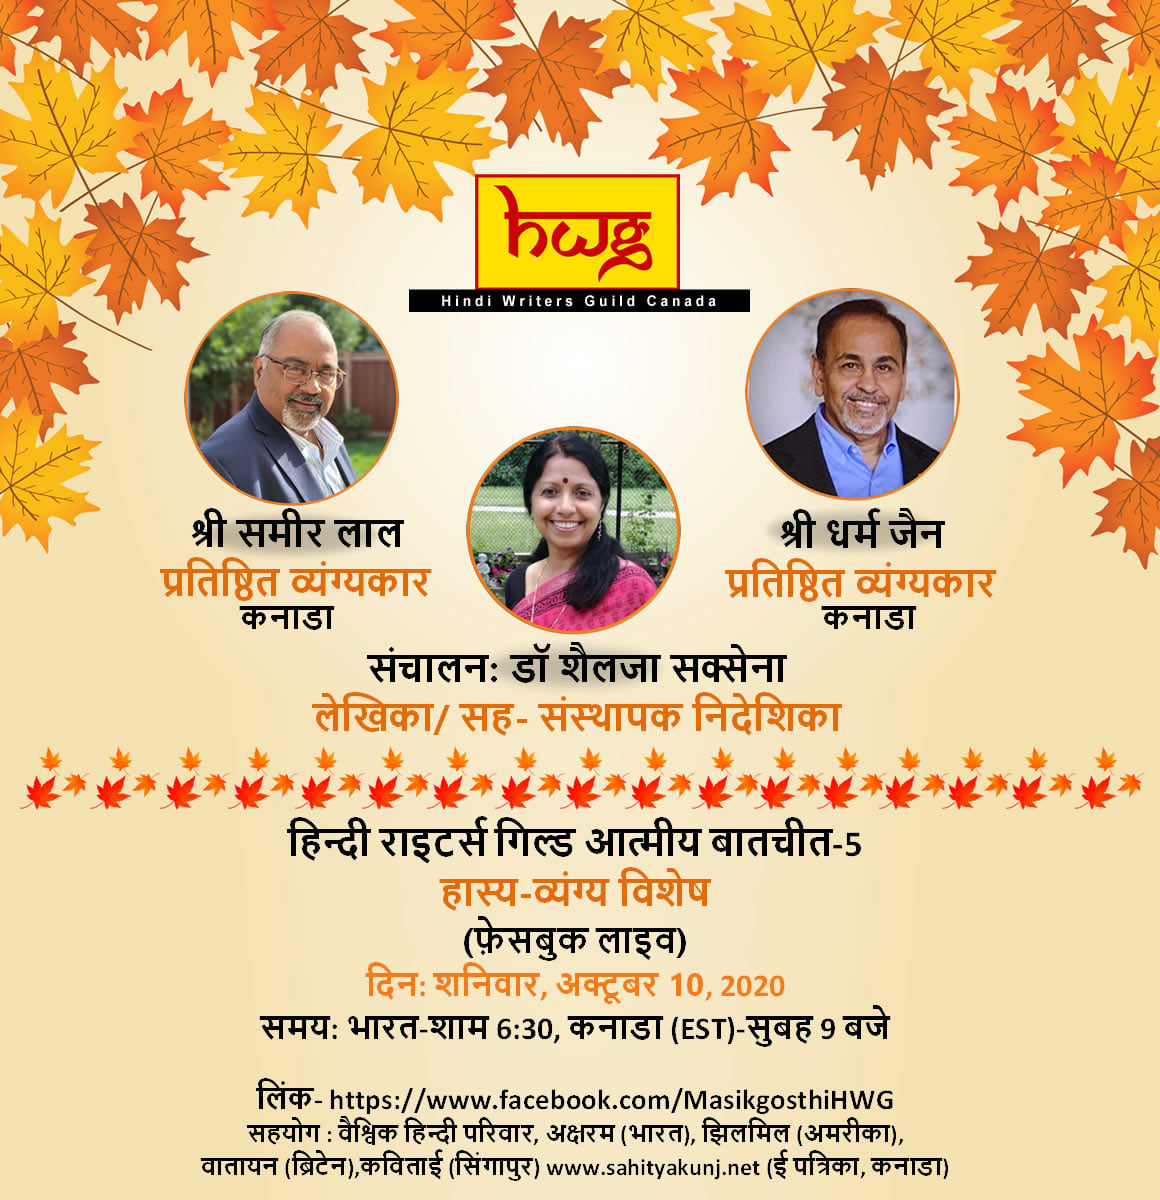 hwg
Hindi Writers Guild Canada
श्री समीर लाल
प्रतिष्ठित व्यंग्यकार
कनाडा
श्री धर्म जैन
प्रतिष्ठित व्यंग्यकार
कनाडा
संचालन: डॉ शैलजा सक्सेना
लेखिका/ सह- संस्थापक निदेशिका
हिन्दी राइटर्स गिल्ड आत्मीय बातचीत-5
हास्य-व्यंग्य विशेष
(फ़ेसबुक लाइव)
दिन: शनिवार, अक्टूबर 10, 2020
समय: भारत-शाम 6:30, कनाडा (EST)-सुबह 9 बजे
लिंक- https://www.facebook.com/MasikgosthiHWG
सहयोग : वैश्विक हिन्दी परिवार, अक्षरम (भारत), झिलमिल (अमरीका),
वातायन (ब्रिटेन),कविताई (सिंगापुर) www.sahityakunj.net (ई पत्रिका, कनाडा)